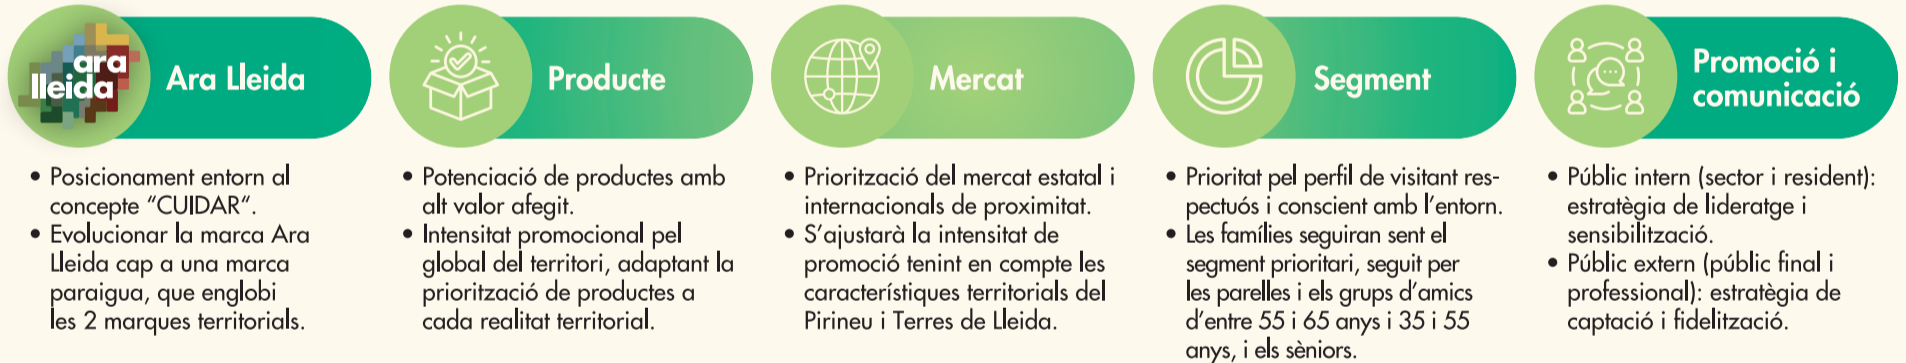 ara
lleida
Ara Lleida
• Posicionament entorn al
concepte “CUIDAR“.
• Evolucionar la marca Ara
Lleida cap a una marca
paraigua, que englobi
les 2 marques territorials.
Producte
• Potenciació de productes amb
alt valor afegit.
• Intensitat promocional pel
global del territori, adaptant la
priorització de productes a
cada realitat territorial.
Mercat
• Priorització del mercat estatal i
internacionals de proximitat.
• S’ajustarà la intensitat de
promoció tenint en compte les
característiques territorials del
Pirineu i Terres de Lleida.
Segment
• Prioritat pel perfil de visitant res-
pectuós i conscient amb l’entorn.
• Les famílies seguiran sent el
segment prioritari, seguit per
les parelles i els grups d’amics
d’entre 55 i 65 anys i 35 i 55
anys, i els sèniors.
Promoció i
comunicació
• Públic intern (sector i resident):
estratègia de lideratge i
sensibilització.
• Públic extern (públic final i
professional): estratègia de
captació i fidelització.